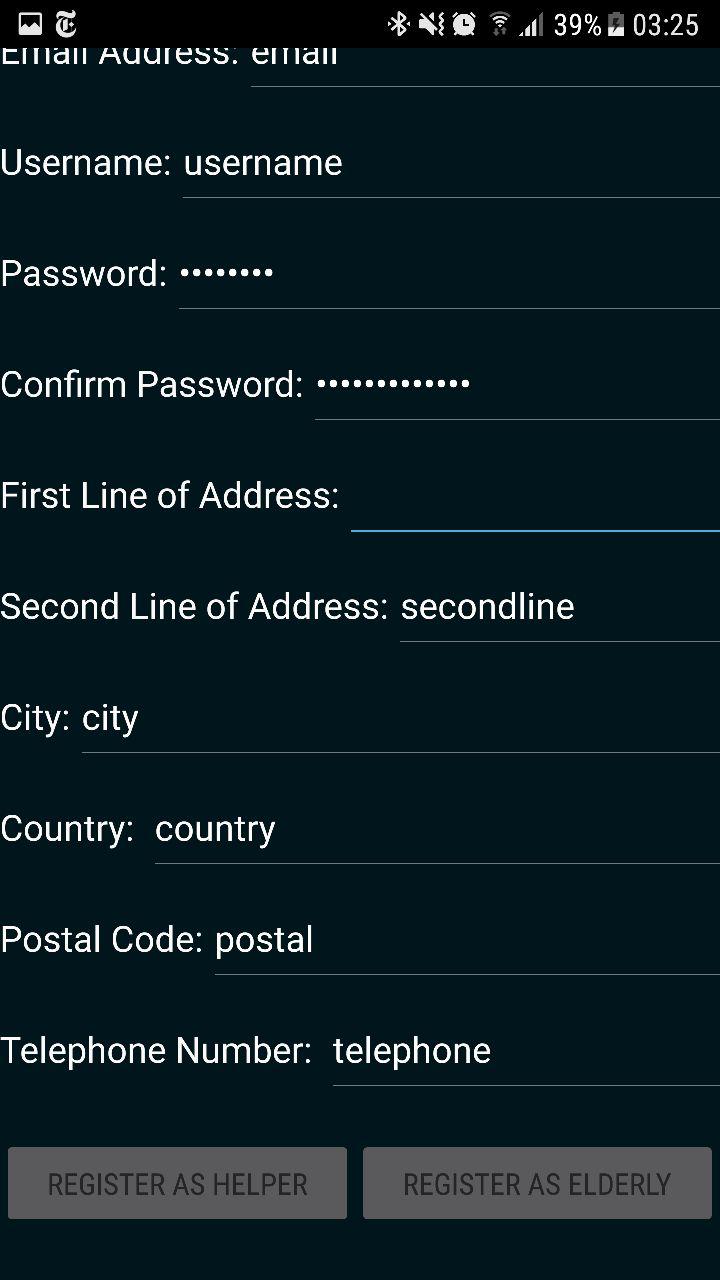 39% 03:25
Email Address: email
Username: username
Password: ••••••••
Confirm Password: •••••••••••••
First Line of Address:
Second Line of Address: secondline
City: city
Country: country
Postal Code: postal
Telephone Number: telephone
REGISTER AS HELPER REGISTER AS ELDERLY